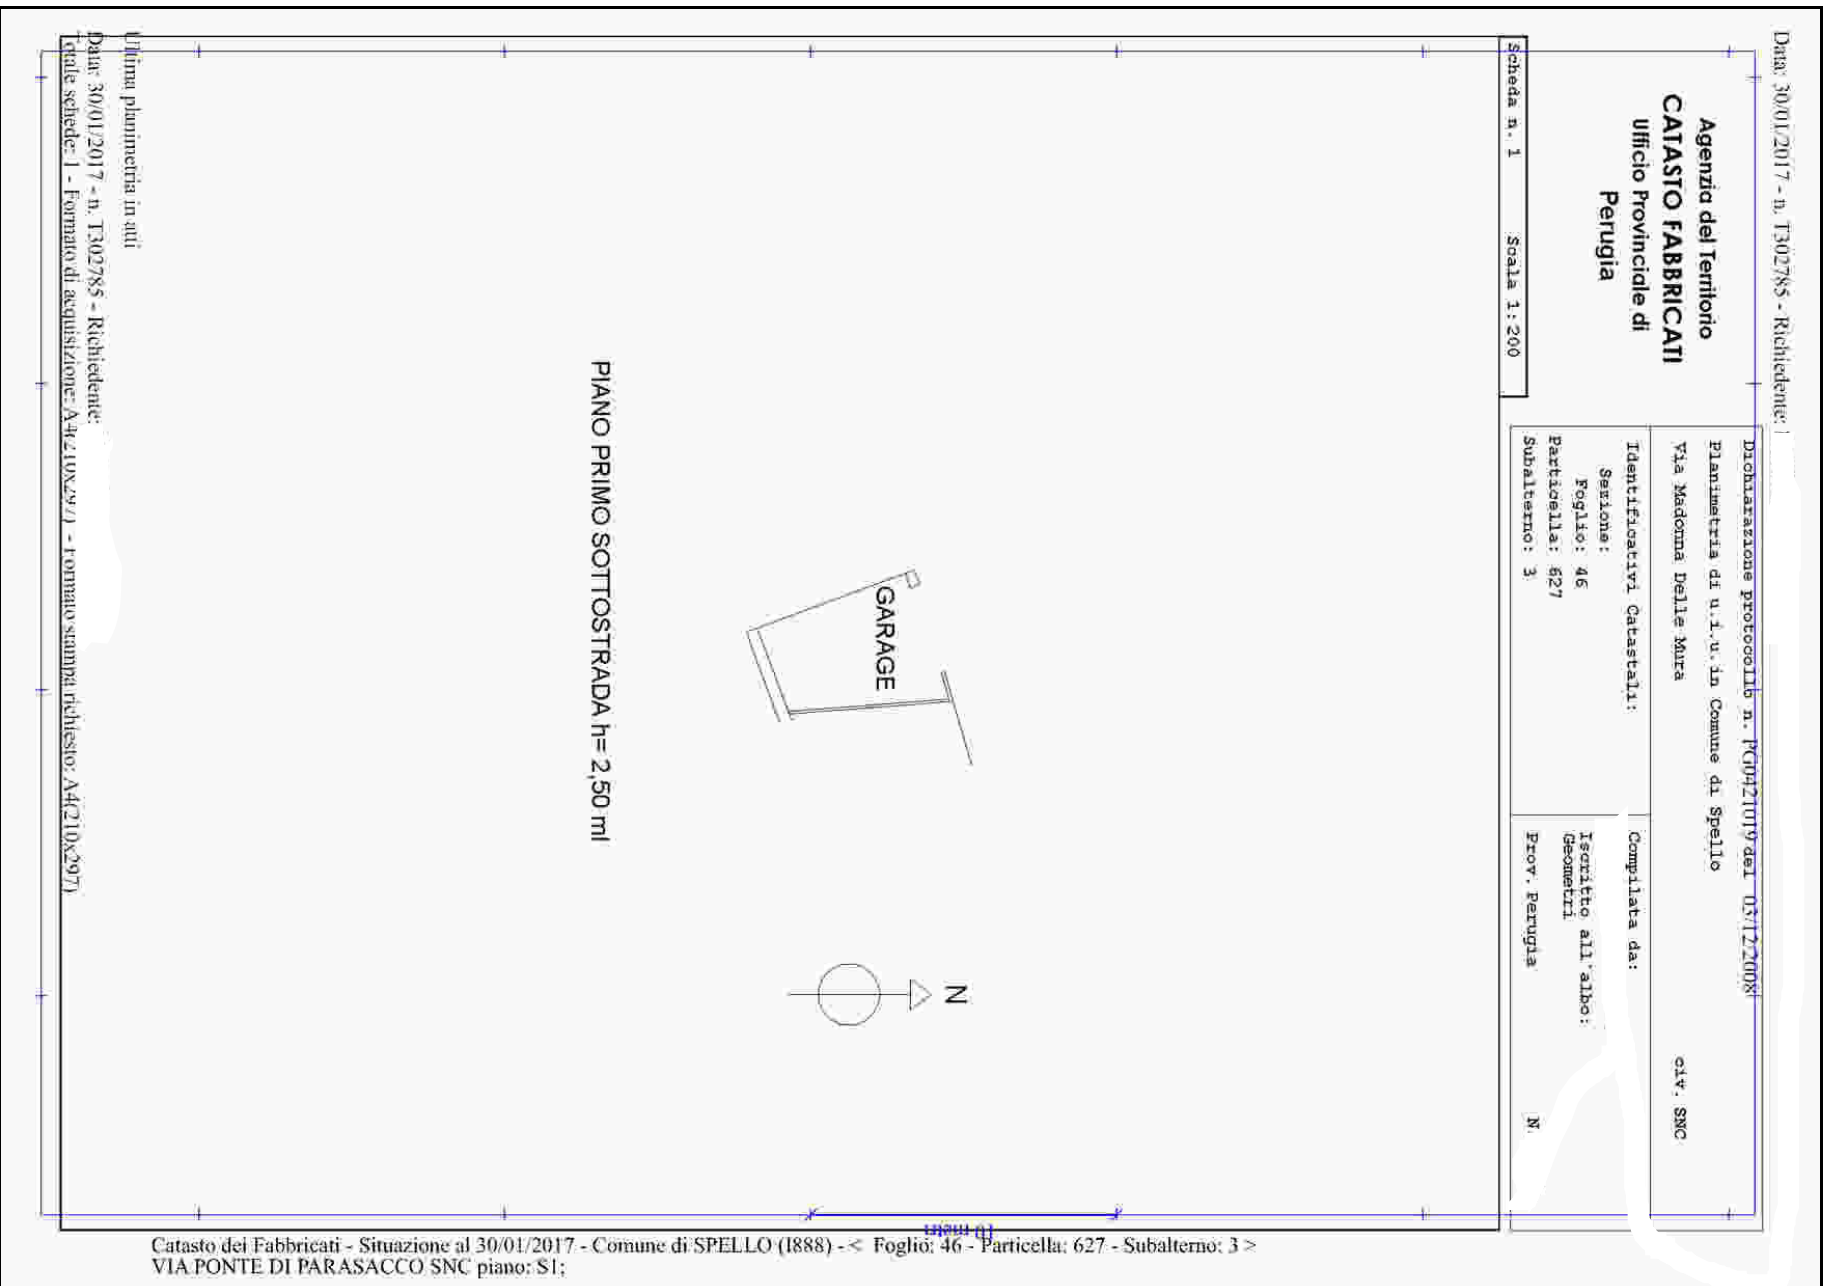 Data: 30/01/2017 - n. T302785 - Richiedente:
Agenzia del Territorio
CATASTO FABBRICATI
Ufficio Provinciale di
Perugia
Dichiarazione protocollo n. PG0421019 del 03/12/2008
Planimetria di u.i.u. in Comune di Spello
Via Madonna Delle Mura civ. SNC
Identificativi Catastali:
Sezione:
Foglio: 46
Particella: 627
Subalterno: 3
Compilata da:
Iscritto all'albo:
Geometri
Prov. Perugia N.
Scheda n. 1 Scala 1:200
GARAGE
N
PIANO PRIMO SOTTOSTRADA h= 2,50 ml
10 metri
Ultima planimetria in atti
Data: 30/01/2017 - n. T302785 - Richiedente:
Totale schede: 1 - Formato di acquisizione: A4(210x297) - Formato stampa richiesto: A4(210x297)
Catasto dei Fabbricati - Situazione al 30/01/2017 - Comune di SPELLO (I888) - < Foglio: 46 - Particella: 627 - Subalterno: 3 >
VIA PONTE DI PARASACCO SNC piano: S1;